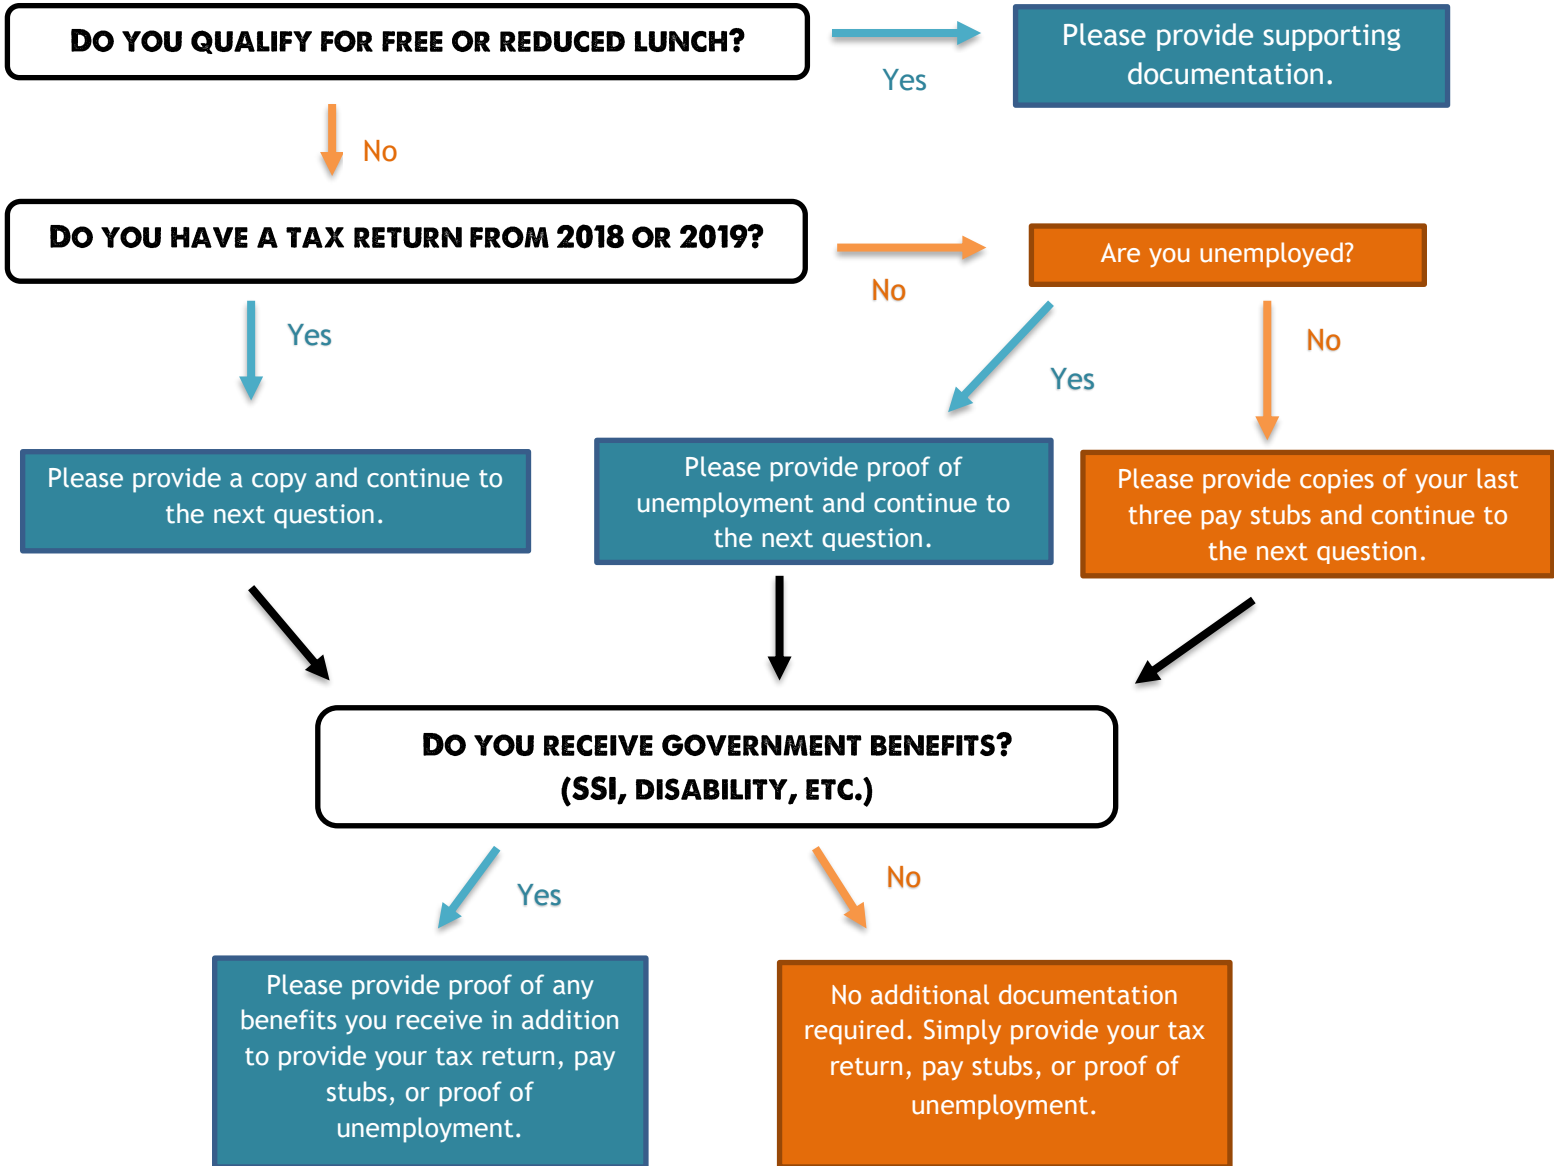 DO YOU QUALIFY FOR FREE OR REDUCED LUNCH?
Yes
Please provide supporting
documentation.
No
DO YOU HAVE A TAX RETURN FROM 2018 OR 2019?
No
Are you unemployed?
Yes
Yes
No
Please provide a copy and continue to
the next question.
Please provide proof of
unemployment and continue to
the next question.
Please provide copies of your last
three pay stubs and continue to
the next question.
DO YOU RECEIVE GOVERNMENT BENEFITS?
(SSI, DISABILITY, ETC.)
Yes
No
Please provide proof of any
benefits you receive in addition
to provide your tax return, pay
stubs, or proof of
unemployment.
No additional documentation
required. Simply provide your tax
return, pay stubs, or proof of
unemployment.